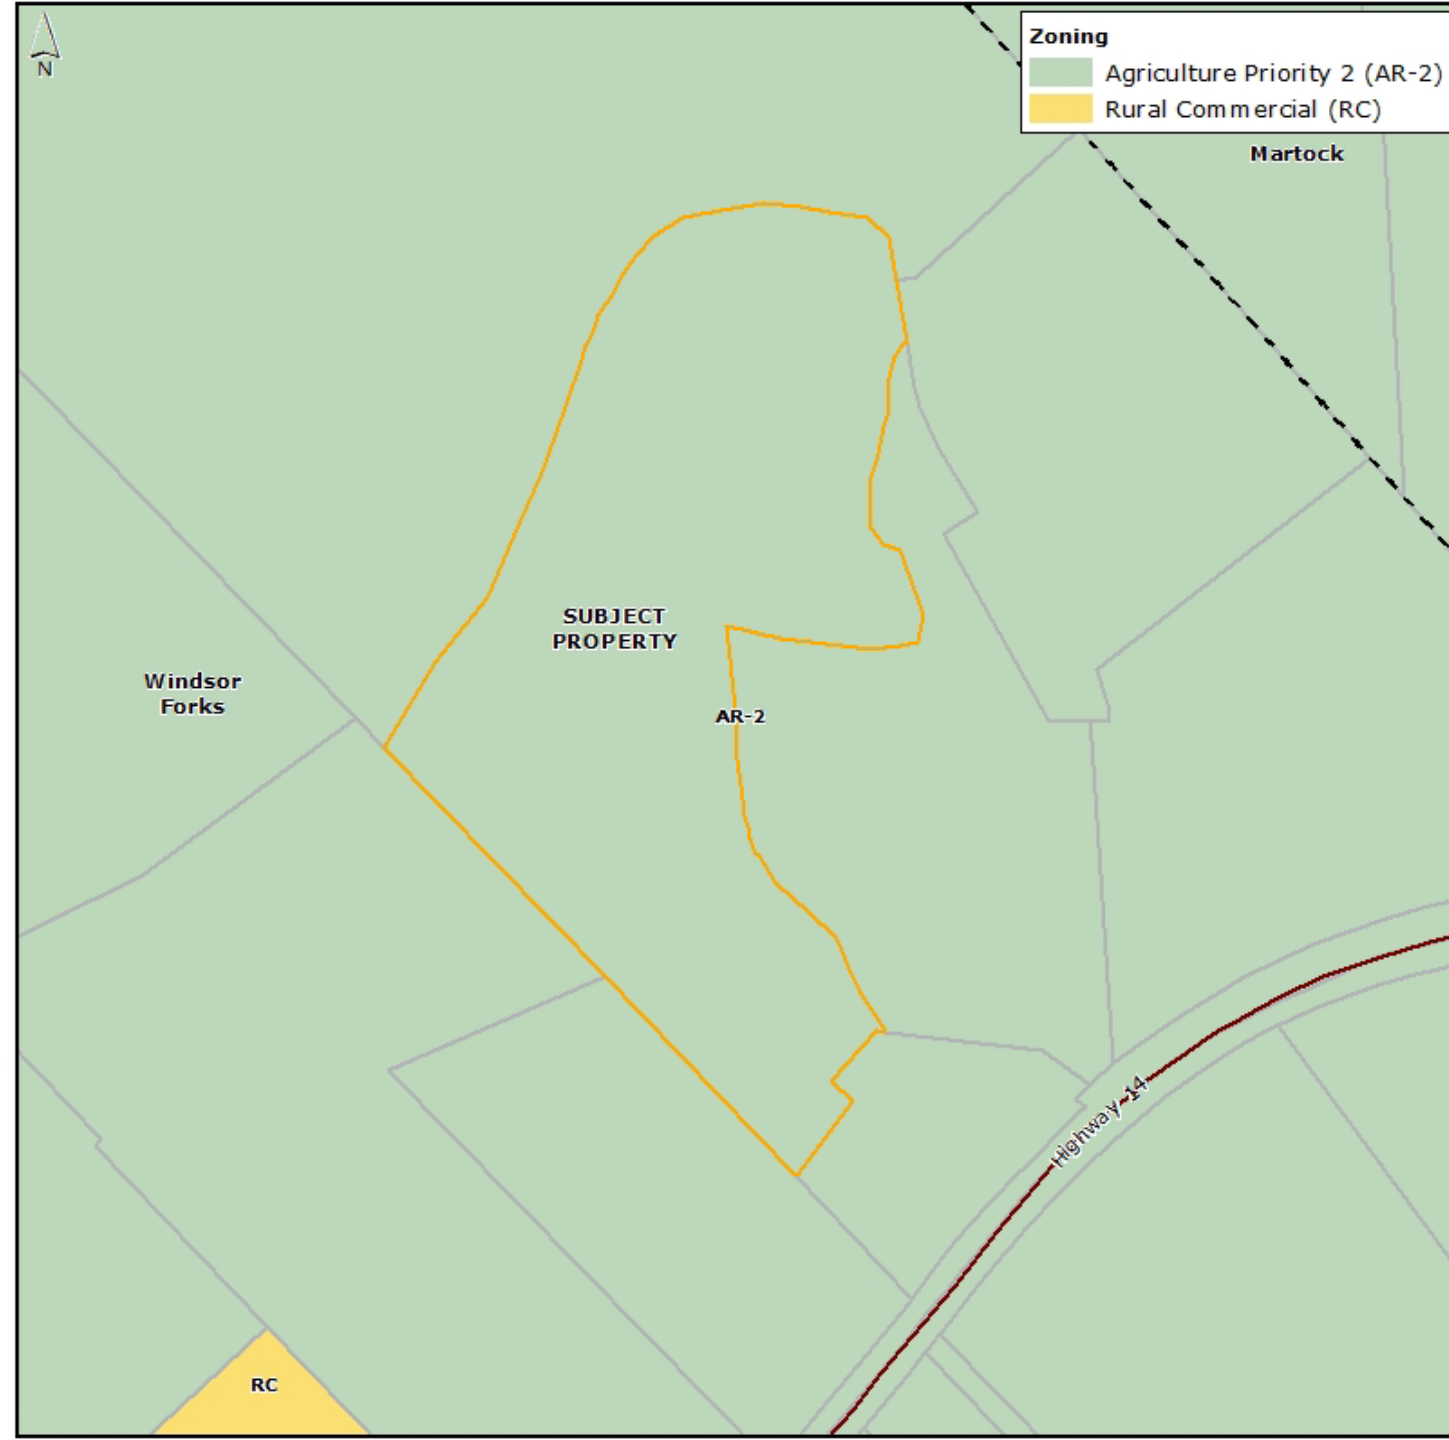 N
Zoning
Agriculture Priority 2 (AR-2)
Rural Commercial (RC)
Martock
SUBJECT
PROPERTY
Windsor
Forks
AR-2
Highway 14
RC